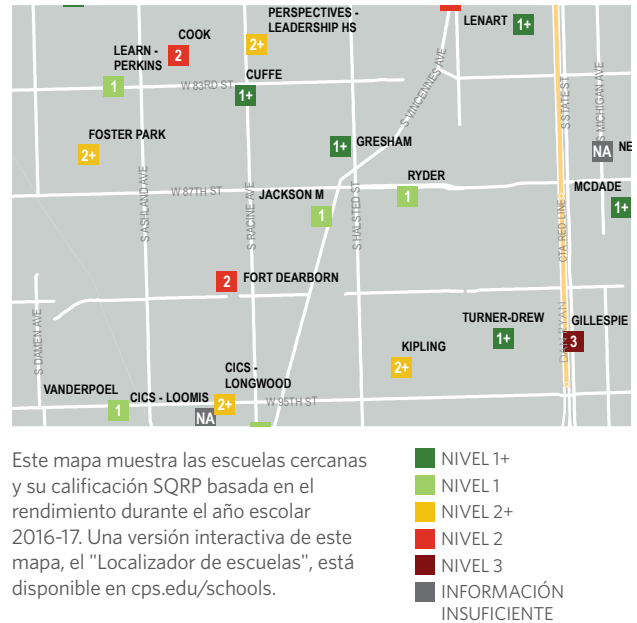 PERSPECTIVES -
LEADERSHIP HS
2+
LENART
1+
COOK
2
LEARN -
PERKINS
1
W 83RD ST
CUFFE
1+
S VINCENNES AVE
S STATE ST
S MICHIGAN AVE
FOSTER PARK
2+
1+
GRESHAM
NA
NE
S ASHLAND AVE
W 87TH ST
S RACINE AVE
JACKSON M
1
S HALSTED ST
RYDER
1
CTA RED LINE
MCDADE
1+
2
FORT DEARBORN
S DAMEN AVE
TURNER-DREW
1+
GILLESPIE
3
DAN RYAN
KIPLING
2+
CICS -
LONGWOOD
2+
VANDERPOEL
1
CICS - LOOMIS
NA
W 95TH ST
Este mapa muestra las escuelas cercanas
y su calificación SQRP basada en el
rendimiento durante el año escolar
2016-17. Una versión interactiva de este
mapa, el "Localizador de escuelas", está
disponible en cps.edu/schools.
NIVEL 1+
NIVEL 1
NIVEL 2+
NIVEL 2
NIVEL 3
INFORMACIÓN
INSUFICIENTE